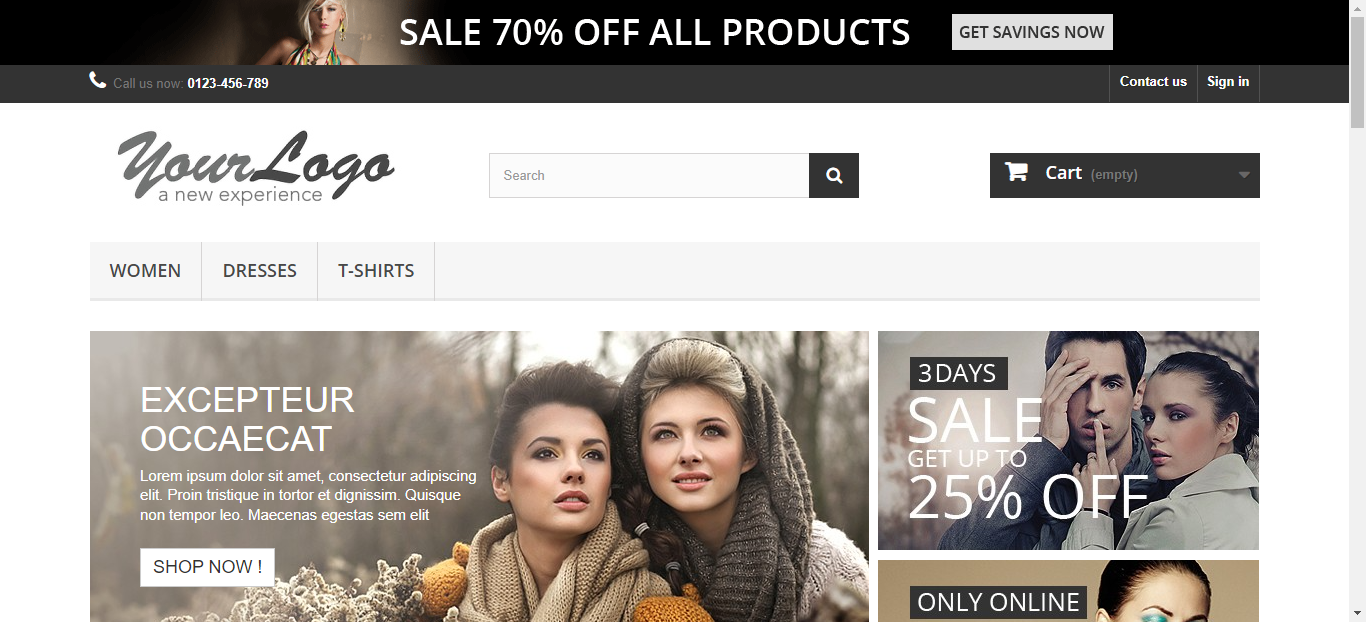 SALE 70% OFF ALL PRODUCTS
GET SAVINGS NOW
Call us now: 0123-456-789
Contact us
Sign in
YourLogo
a new experience
Search
Cart (empty)
WOMEN
DRESSES
T-SHIRTS
EXCEPTEUR
OCCAECAT
Lorem ipsum dolor sit amet, consectetur adipiscing
elit. Proin tristique in tortor et dignissim. Quisque
non tempor leo. Maecenas egestas sem elit
SHOP NOW !
3 DAYS
SALE
GET UP TO
25% OFF
ONLY ONLINE